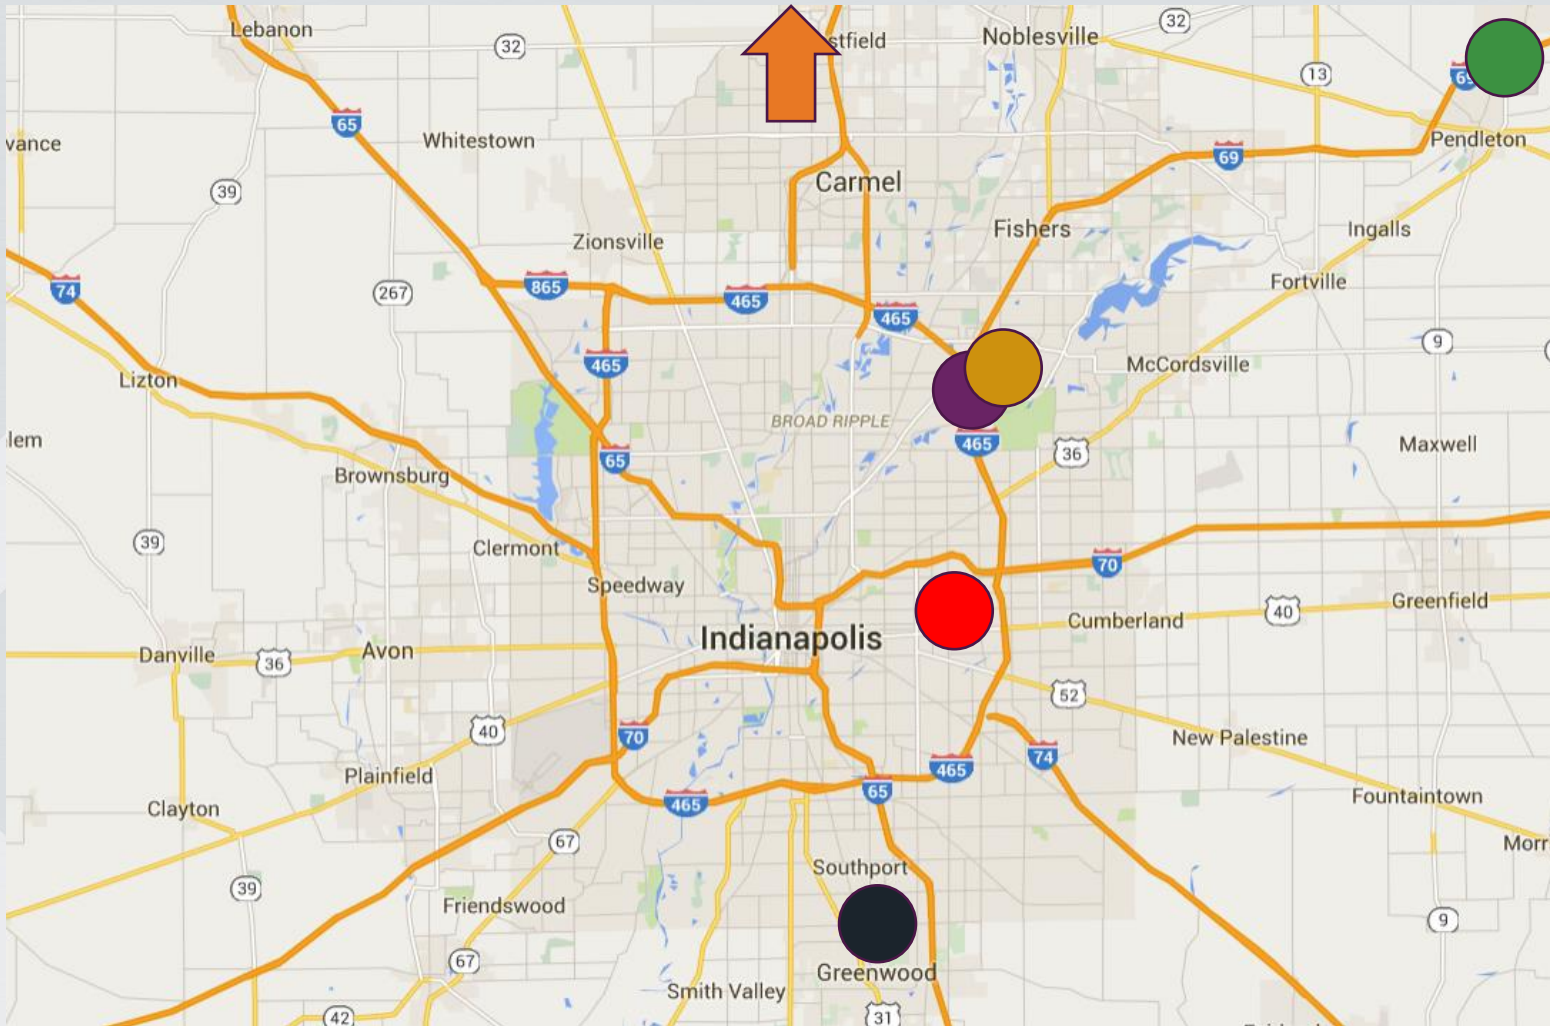 Lebanon
32
stfield
Noblesville
32
13
69
65
Whitestown
vance
Pendleton
69
39
Carmel
Zionsville
Fishers
Ingalls
74
267
865
465
465
Fortville
465
9
Lizton
McCordsville
BROAD RIPPLE
lem
65
465
36
Maxwell
Brownsburg
39
Clermont
70
Speedway
Cumberland
40
Greenfield
Indianapolis
Danville
36
Avon
52
40
70
New Palestine
74
465
Plainfield
65
465
Clayton
Fountaintown
67
Morr
Southport
39
Friendswood
9
67
Greenwood
Smith Valley
42
31